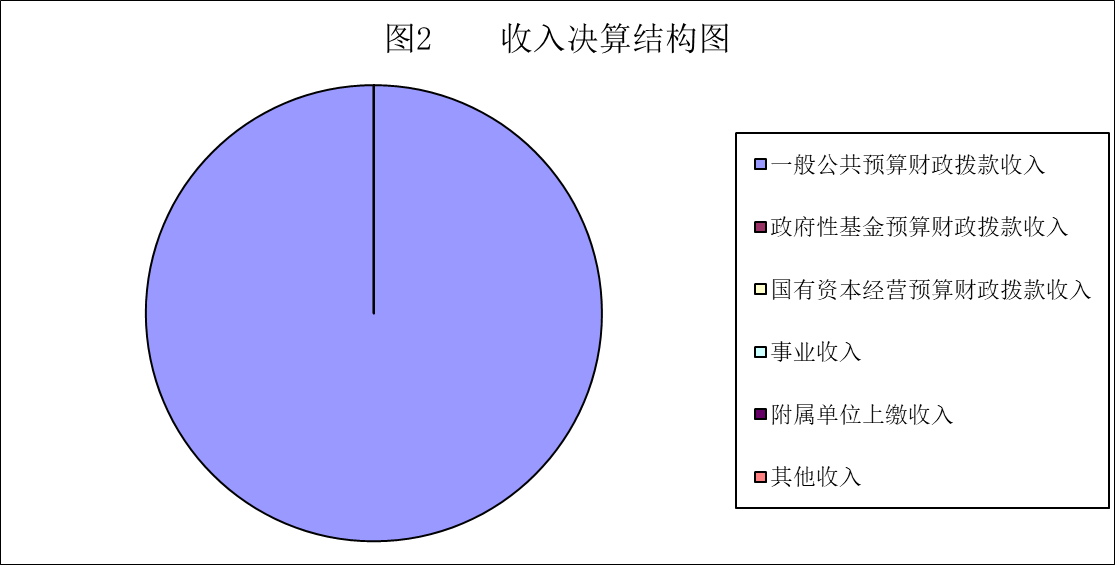 图2 收入决算结构图
一般公共预算财政拨款收入
政府性基金预算财政拨款收入
国有资本经营预算财政拨款收入
事业收入
附属单位上缴收入
其他收入